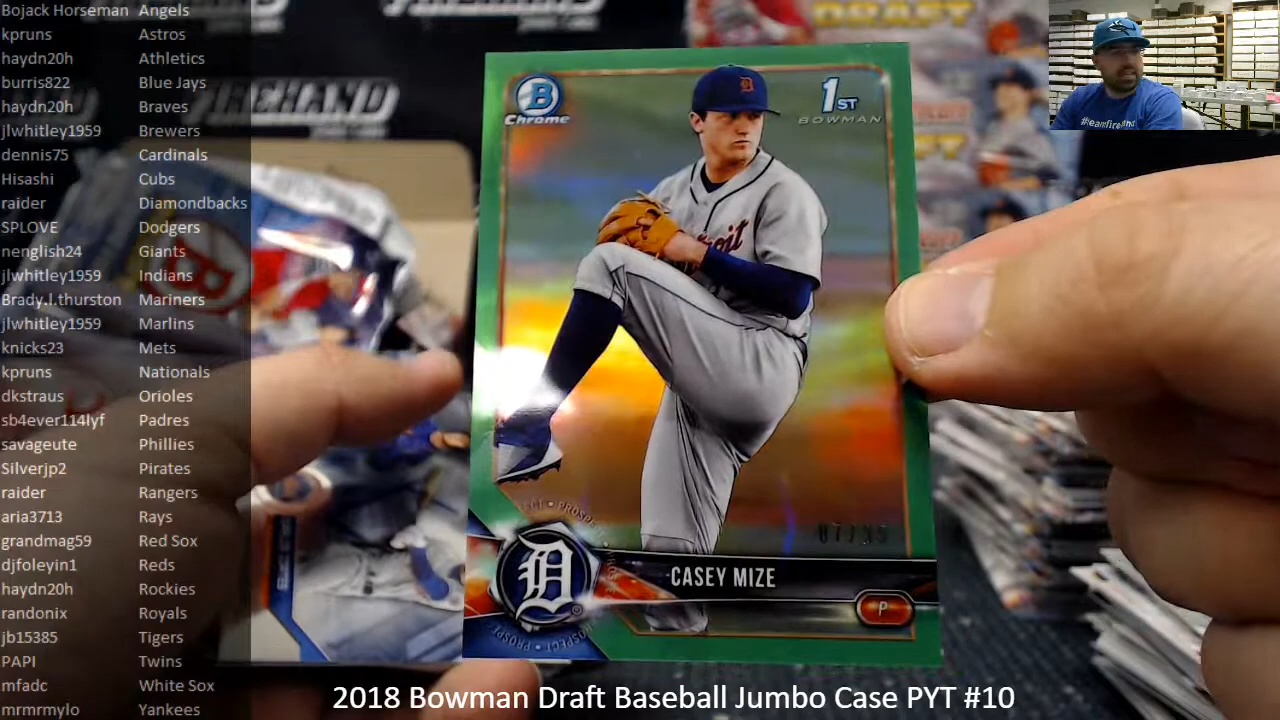 Bojack Horseman Angels
kpruns Astros
haydn20h Athletics
burris822 Blue Jays
haydn20h Braves
jlwhitley1959 Brewers
dennis75 Cardinals
Hisashi Cubs
raider Diamondbacks
SPLOVE Dodgers
nenglish24 Giants
jlwhitley1959 Indians
Brady.l.thurston Mariners
jlwhitley1959 Marlins
knicks23 Mets
kpruns Nationals
dkstraus Orioles
sb4ever114lyf Padres
savageute Phillies
Silverjp2 Pirates
raider Rangers
aria3713 Rays
grandmag59 Red Sox
djfoleyin1 Reds
haydn20h Rockies
randonix Royals
jb15385 Tigers
PAPI Twins
mfadc White Sox
mrmrmylo Yankees
DRAFT
B
Chrome
1ST
BOWMAN
D
CASEY MIZE
P
2018 Bowman Draft Baseball Jumbo Case PYT #10